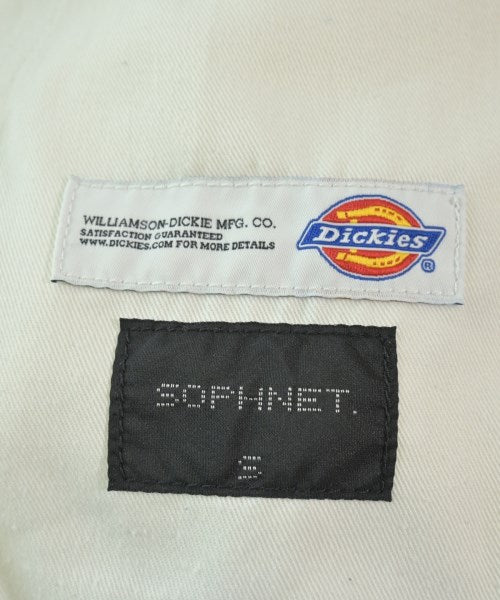 WILLIAMSON-DICKIE MFG. CO.
SATISFACTION GUARANTEED
WWW.DICKIES.COM FOR MORE DETAILS
Dickies
®
SOPHNET.
S